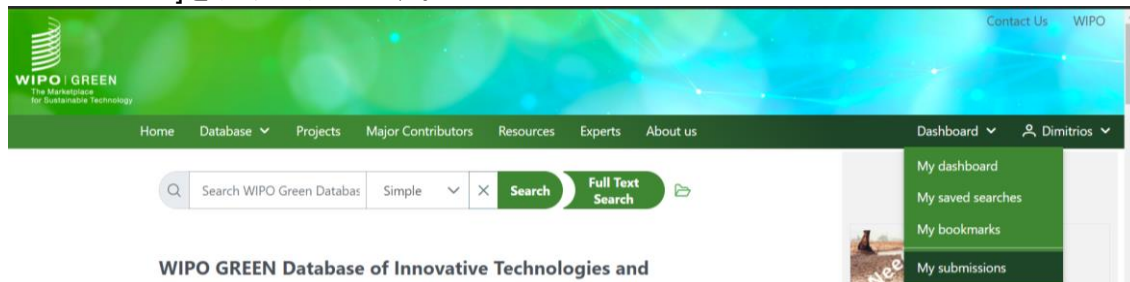 Contact Us WIPO
WIPO | GREEN
The Marketplace
for Sustainable Technology
Home Database Projects Major Contributors Resources Experts About us Dashboard Dimitrios
My dashboard
My saved searches
My bookmarks
My submissions
Search WIPO Green Databas Simple Search Full Text
Search
WIPO GREEN Database of Innovative Technologies and
Nee